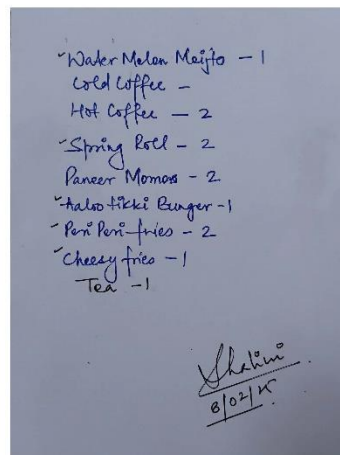 Water Melon Mojito - 1
Cold Coffee -
Hot Coffee - 2
Spring Roll - 2
Paneer Momos - 2
Aaloo tikki Burger - 1
Peri Peri fries - 2
Cheesy fries - 1
Tea - 1
Shalini
8/02/25